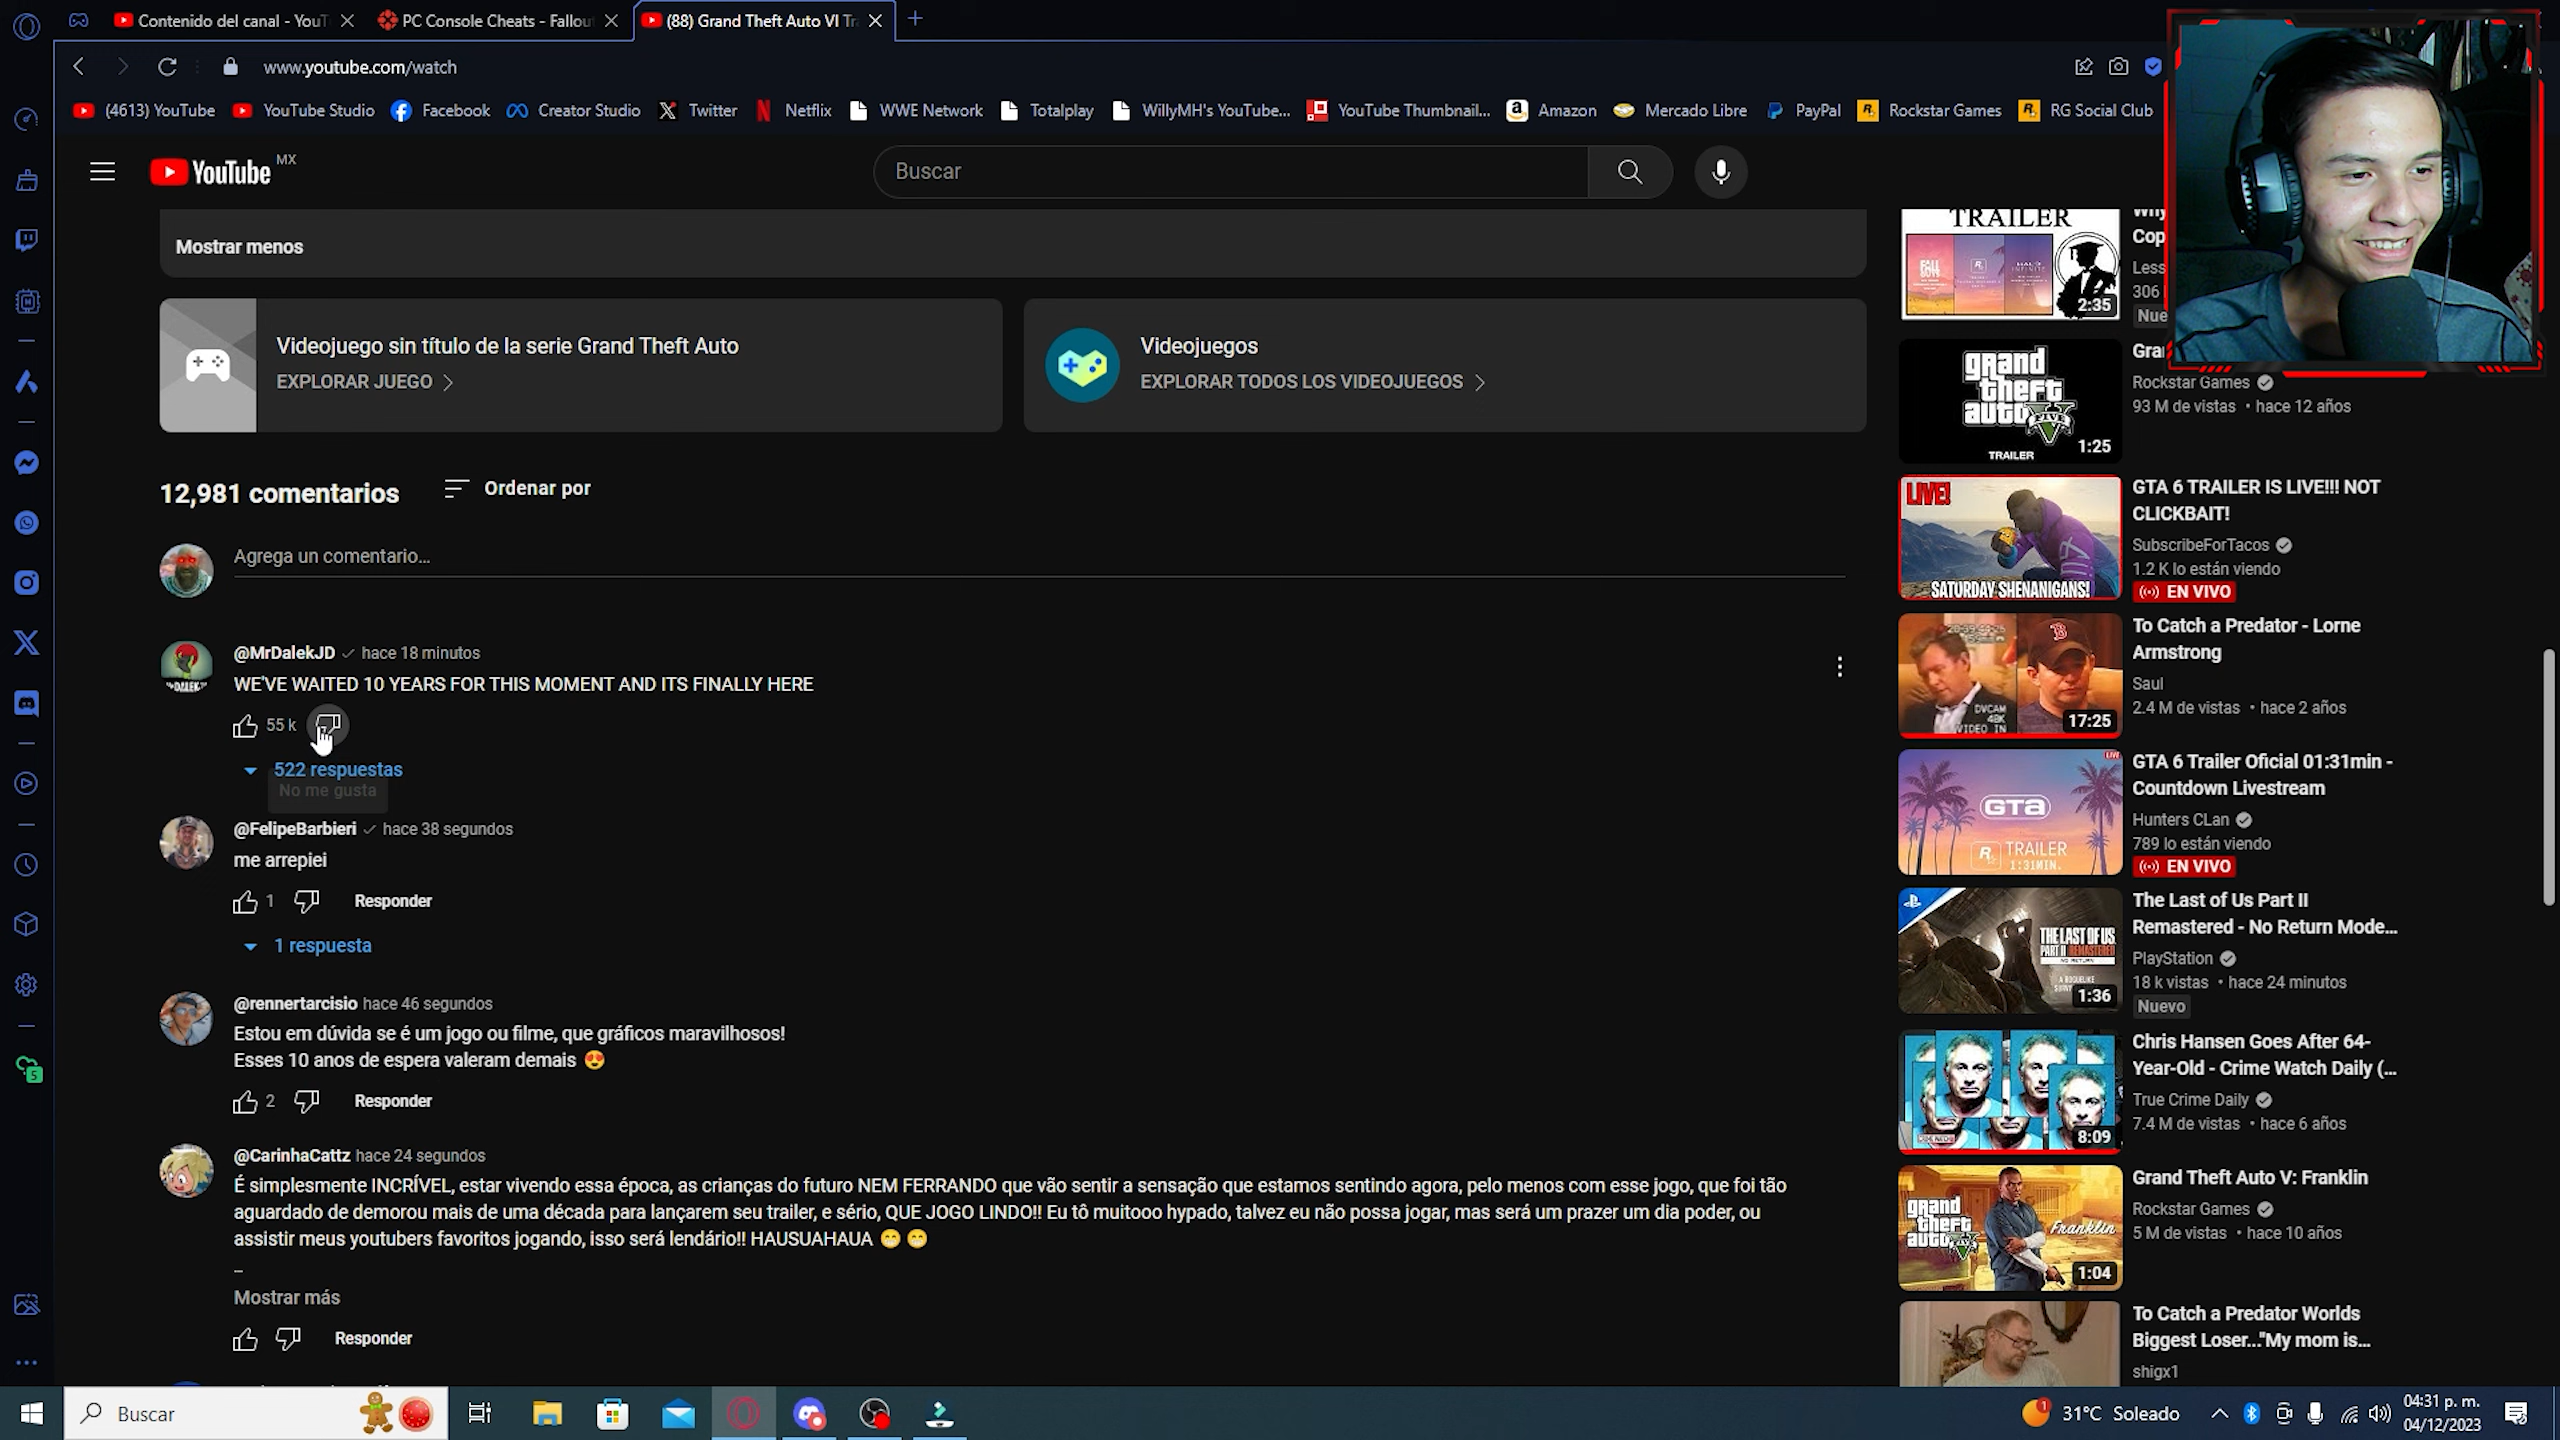 Contenido del canal - YouT
PC Console Cheats - Fallou
(88) Grand Theft Auto VI Tr
www.youtube.com/watch
(4613) YouTube
YouTube Studio
Facebook
Creator Studio
Twitter
Netflix
WWE Network
Totalplay
WillyMH's YouTube...
YouTube Thumbnail...
Amazon
Mercado Libre
PayPal
Rockstar Games
RG Social Club
YouTube MX
Buscar
Mostrar menos
Videojuego sin título de la serie Grand Theft Auto
EXPLORAR JUEGO
Videojuegos
EXPLORAR TODOS LOS VIDEOJUEGOS
12,981 comentarios
Ordenar por
Agrega un comentario...
@MrDalekJD hace 18 minutos
WE'VE WAITED 10 YEARS FOR THIS MOMENT AND ITS FINALLY HERE
55 k
522 respuestas
No me gusta
@FelipeBarbieri hace 38 segundos
me arrepiei
1
Responder
1 respuesta
@rennertarcisio hace 46 segundos
Estou em dúvida se é um jogo ou filme, que gráficos maravilhosos!
Esses 10 anos de espera valeram demais 😍
2
Responder
@CarinhaCattz hace 24 segundos
É simplesmente INCRÍVEL, estar vivendo essa época, as crianças do futuro NEM FERRANDO que vão sentir a sensação que estamos sentindo agora, pelo menos com esse jogo, que foi tão
aguardado de demorou mais de uma década para lançarem seu trailer, e sério, QUE JOGO LINDO!! Eu tô muitooo hypado, talvez eu não possa jogar, mas será um prazer um dia poder, ou
assistir meus youtubers favoritos jogando, isso será lendário!! HAUSUAHAUA 😁 😁
Mostrar más
Responder
TRAILER
2:35
Why
Cop
Less
306
Nue
grand
theft
auto
TRAILER
1:25
Gra
Rockstar Games
93 M de vistas • hace 12 años
LIVE!
SATURDAY SHENANIGANS!
GTA 6 TRAILER IS LIVE!!! NOT
CLICKBAIT!
SubscribeForTacos
1.2 K lo están viendo
EN VIVO
17:25
To Catch a Predator - Lorne
Armstrong
Saul
2.4 M de vistas • hace 2 años
GTA
TRAILER
1:31MIN.
GTA 6 Trailer Oficial 01:31min -
Countdown Livestream
Hunters CLan
789 lo están viendo
EN VIVO
THE LAST OF US
PART II REMASTERED
1:36
The Last of Us Part II
Remastered - No Return Mode...
PlayStation
18 k vistas • hace 24 minutos
Nuevo
8:09
Chris Hansen Goes After 64-
Year-Old - Crime Watch Daily (...
True Crime Daily
7.4 M de vistas • hace 6 años
grand
theft
auto
Franklin
1:04
Grand Theft Auto V: Franklin
Rockstar Games
5 M de vistas • hace 10 años
To Catch a Predator Worlds
Biggest Loser..."My mom is...
shigx1
5
Buscar
31°C Soleado
04:31 p. m.
04/12/2023